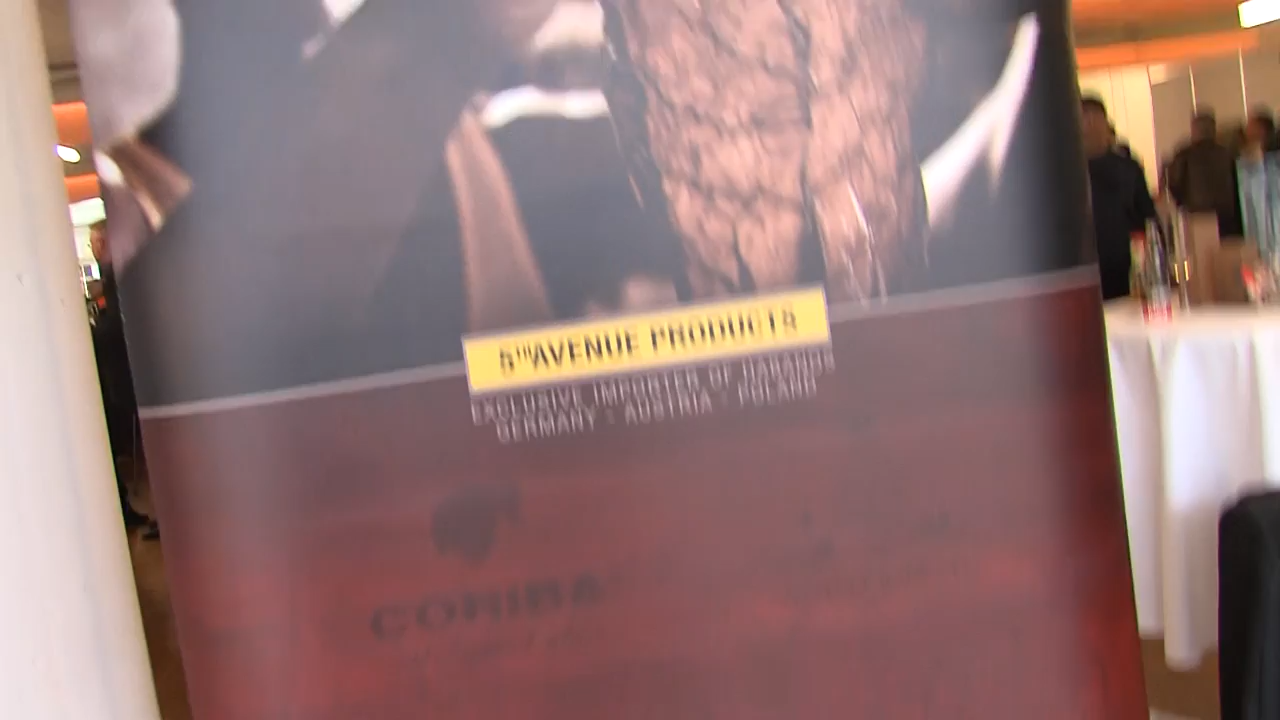 5THAVENUE PRODUCTS
EXCLUSIVE IMPORTER OF HABANOS
GERMANY - AUSTRIA - POLAND
COHIBA